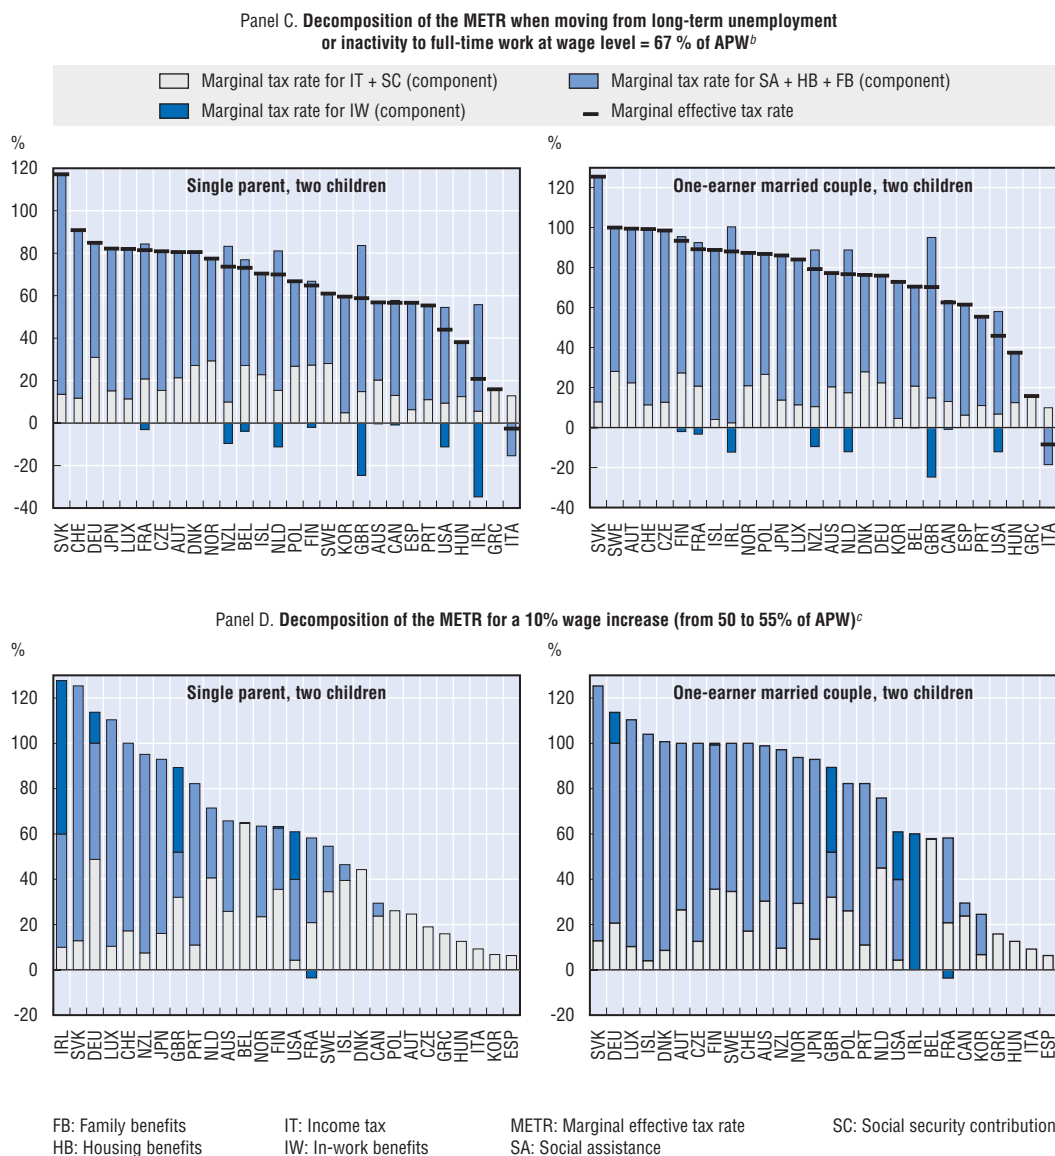 Panel C. Decomposition of the METR when moving from long-term unemployment
or inactivity to full-time work at wage level = 67 % of APWb
Marginal tax rate for IT + SC (component)
Marginal tax rate for SA + HB + FB (component)
Marginal tax rate for IW (component)
Marginal effective tax rate
%
120
100
80
60
40
20
0
-20
-40
Single parent, two children
SVK CHE DEU JPN LUX FRA CZE AUT DNK NOR NZL BEL ISL NLD POL FIN SWE KOR GBR AUS CAN ESP PRT USA HUN IRL GRC ITA
%
120
100
80
60
40
20
0
-20
-40
One-earner married couple, two children
SVK SWE AUT CHE CZE FIN FRA ISL IRL NOR POL JPN LUX NZL AUS NLD DNK DEU KOR BEL GBR CAN ESP PRT USA HUN GRC ITA
Panel D. Decomposition of the METR for a 10% wage increase (from 50 to 55% of APW)c
%
120
100
80
60
40
20
0
-20
Single parent, two children
IRL SVK DEU LUX CHE NZL JPN GBR PRT NLD AUS BEL NOR FIN USA FRA SWE ISL DNK CAN POL AUT CZE GRC HUN ITA KOR ESP
%
120
100
80
60
40
20
0
-20
One-earner married couple, two children
SVK DEU LUX ISL DNK AUT CZE FIN SWE CHE AUS NZL NOR JPN GBR POL PRT NLD USA IRL BEL FRA CAN KOR GRC HUN ITA ESP
FB: Family benefits
IT: Income tax
METR: Marginal effective tax rate
SC: Social security contribution
HB: Housing benefits
IW: In-work benefits
SA: Social assistance